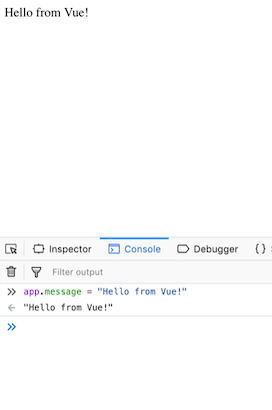 Hello from Vue!
Inspector Console Debugger { }
Filter output
» app.message = "Hello from Vue!"
← "Hello from Vue!"
»